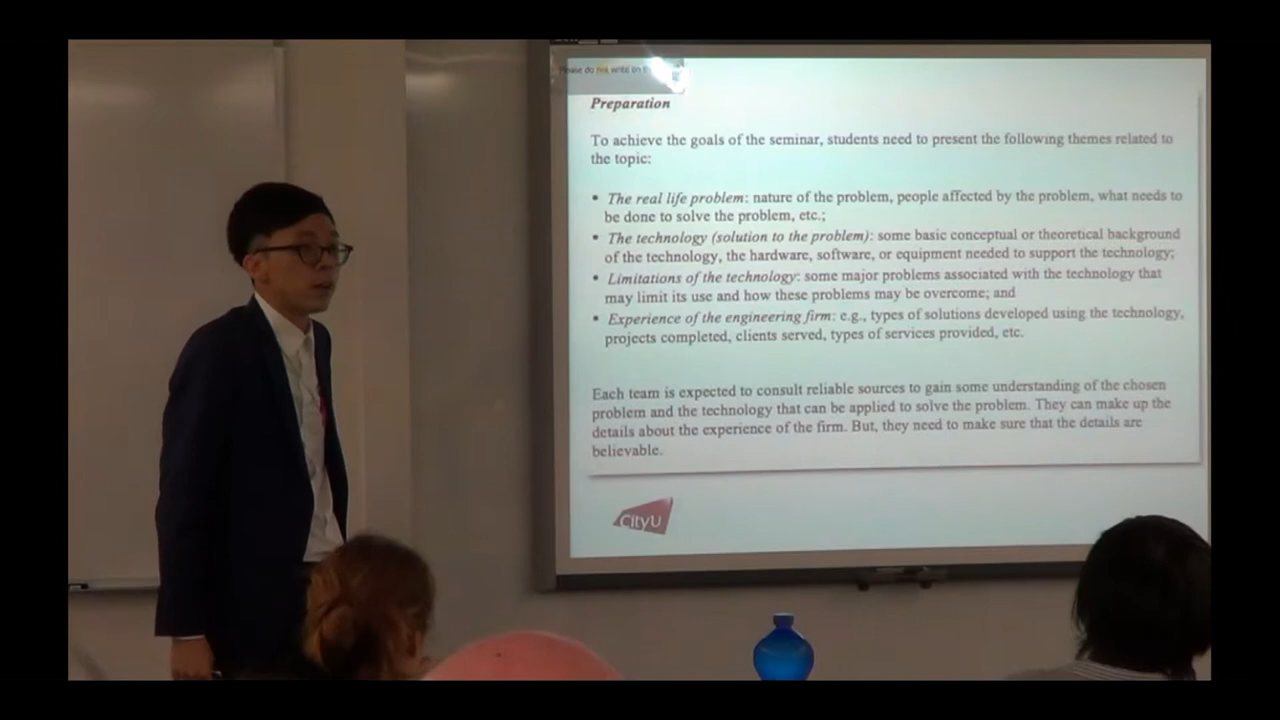 Please do not write on
Preparation
To achieve the goals of the seminar, students need to present the following themes related to
the topic:
• The real life problem: nature of the problem, people affected by the problem, what needs to
be done to solve the problem, etc.;
• The technology (solution to the problem): some basic conceptual or theoretical background
of the technology, the hardware, software, or equipment needed to support the technology;
• Limitations of the technology: some major problems associated with the technology that
may limit its use and how these problems may be overcome; and
• Experience of the engineering firm: e.g., types of solutions developed using the technology,
projects completed, clients served, types of services provided, etc.
Each team is expected to consult reliable sources to gain some understanding of the chosen
problem and the technology that can be applied to solve the problem. They can make up the
details about the experience of the firm. But, they need to make sure that the details are
believable.
CityU